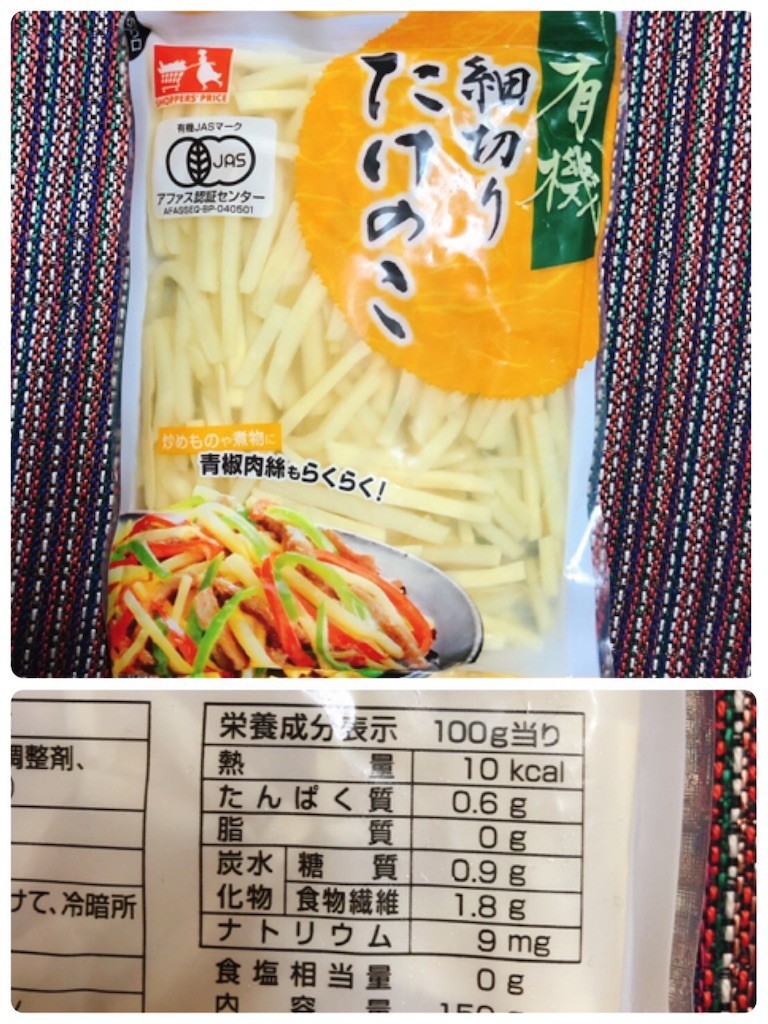 SHOPPERS' PRICE
有機JASマーク
JAS
アファス認証センター
AFASSEQ-BP-040501
有機
細切り
たけのこ
炒めものや煮物に
青椒肉絲もらくらく!
調整剤、
けて、冷暗所
栄養成分表示 100g当り
熱量 10 kcal
たんぱく質 0.6 g
脂質 0 g
炭水化物 糖質 0.9 g
食物繊維 1.8 g
ナトリウム 9 mg
食塩相当量 0 g
内容量 150